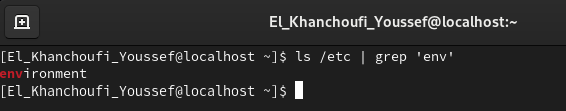 El_Khanchoufi_Youssef@localhost:~
[El_Khanchoufi_Youssef@localhost ~]$ ls /etc | grep 'env'
environment
[El_Khanchoufi_Youssef@localhost ~]$